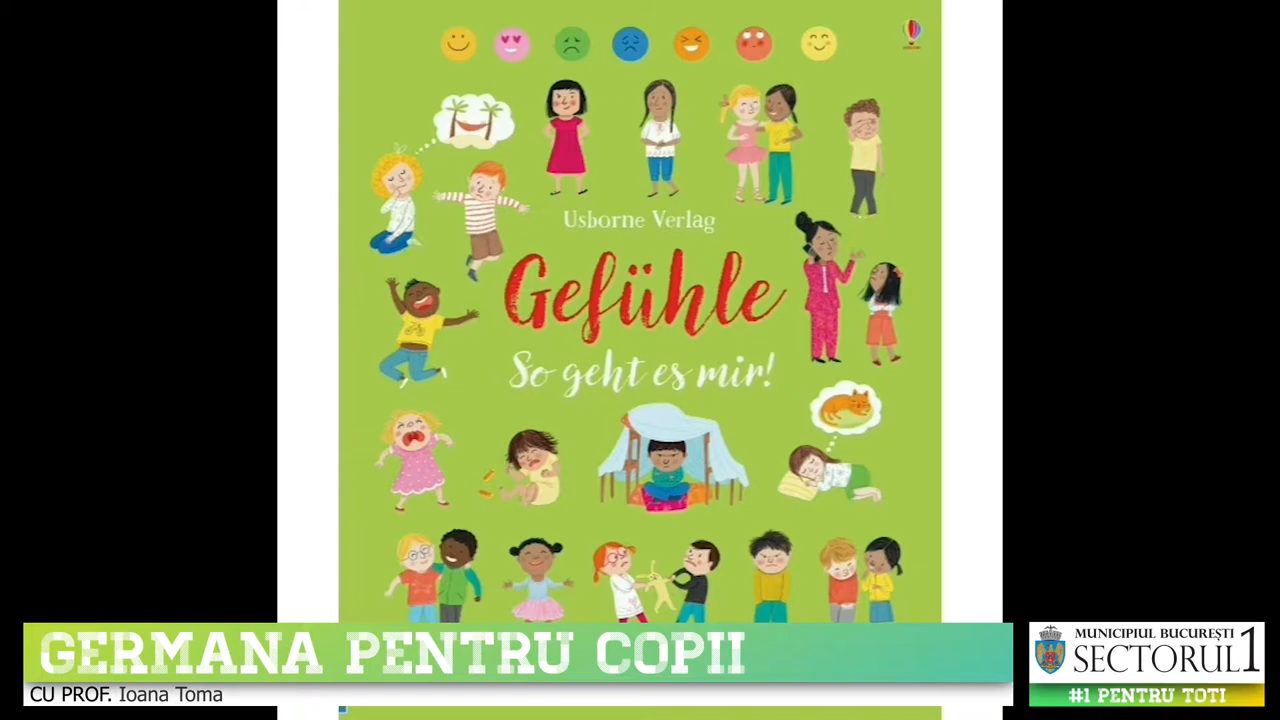 Usborne Verlag
Gefühle
So geht es mir!
GERMANA PENTRU COPII
CU PROF. Ioana Toma
MUNICIPIUL BUCUREȘTI
SECTORUL 1
#1 PENTRU TOTI